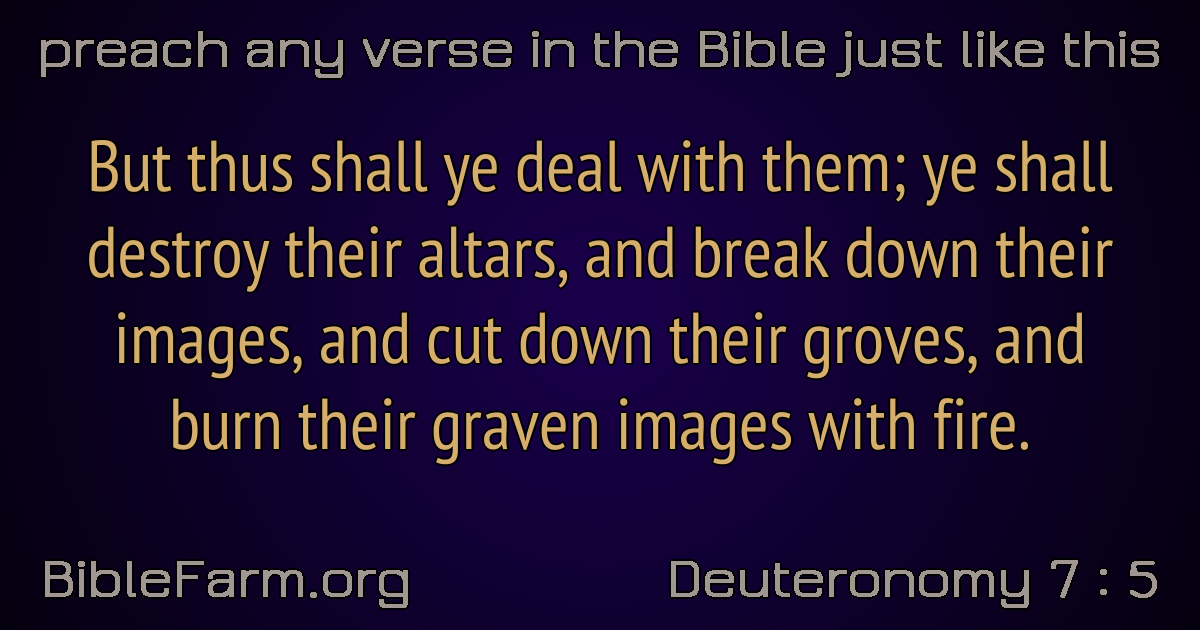 preach any verse in the Bible just like this
But thus shall ye deal with them; ye shall
destroy their altars, and break down their
images, and cut down their groves, and
burn their graven images with fire.
BibleFarm.org
Deuteronomy 7 : 5